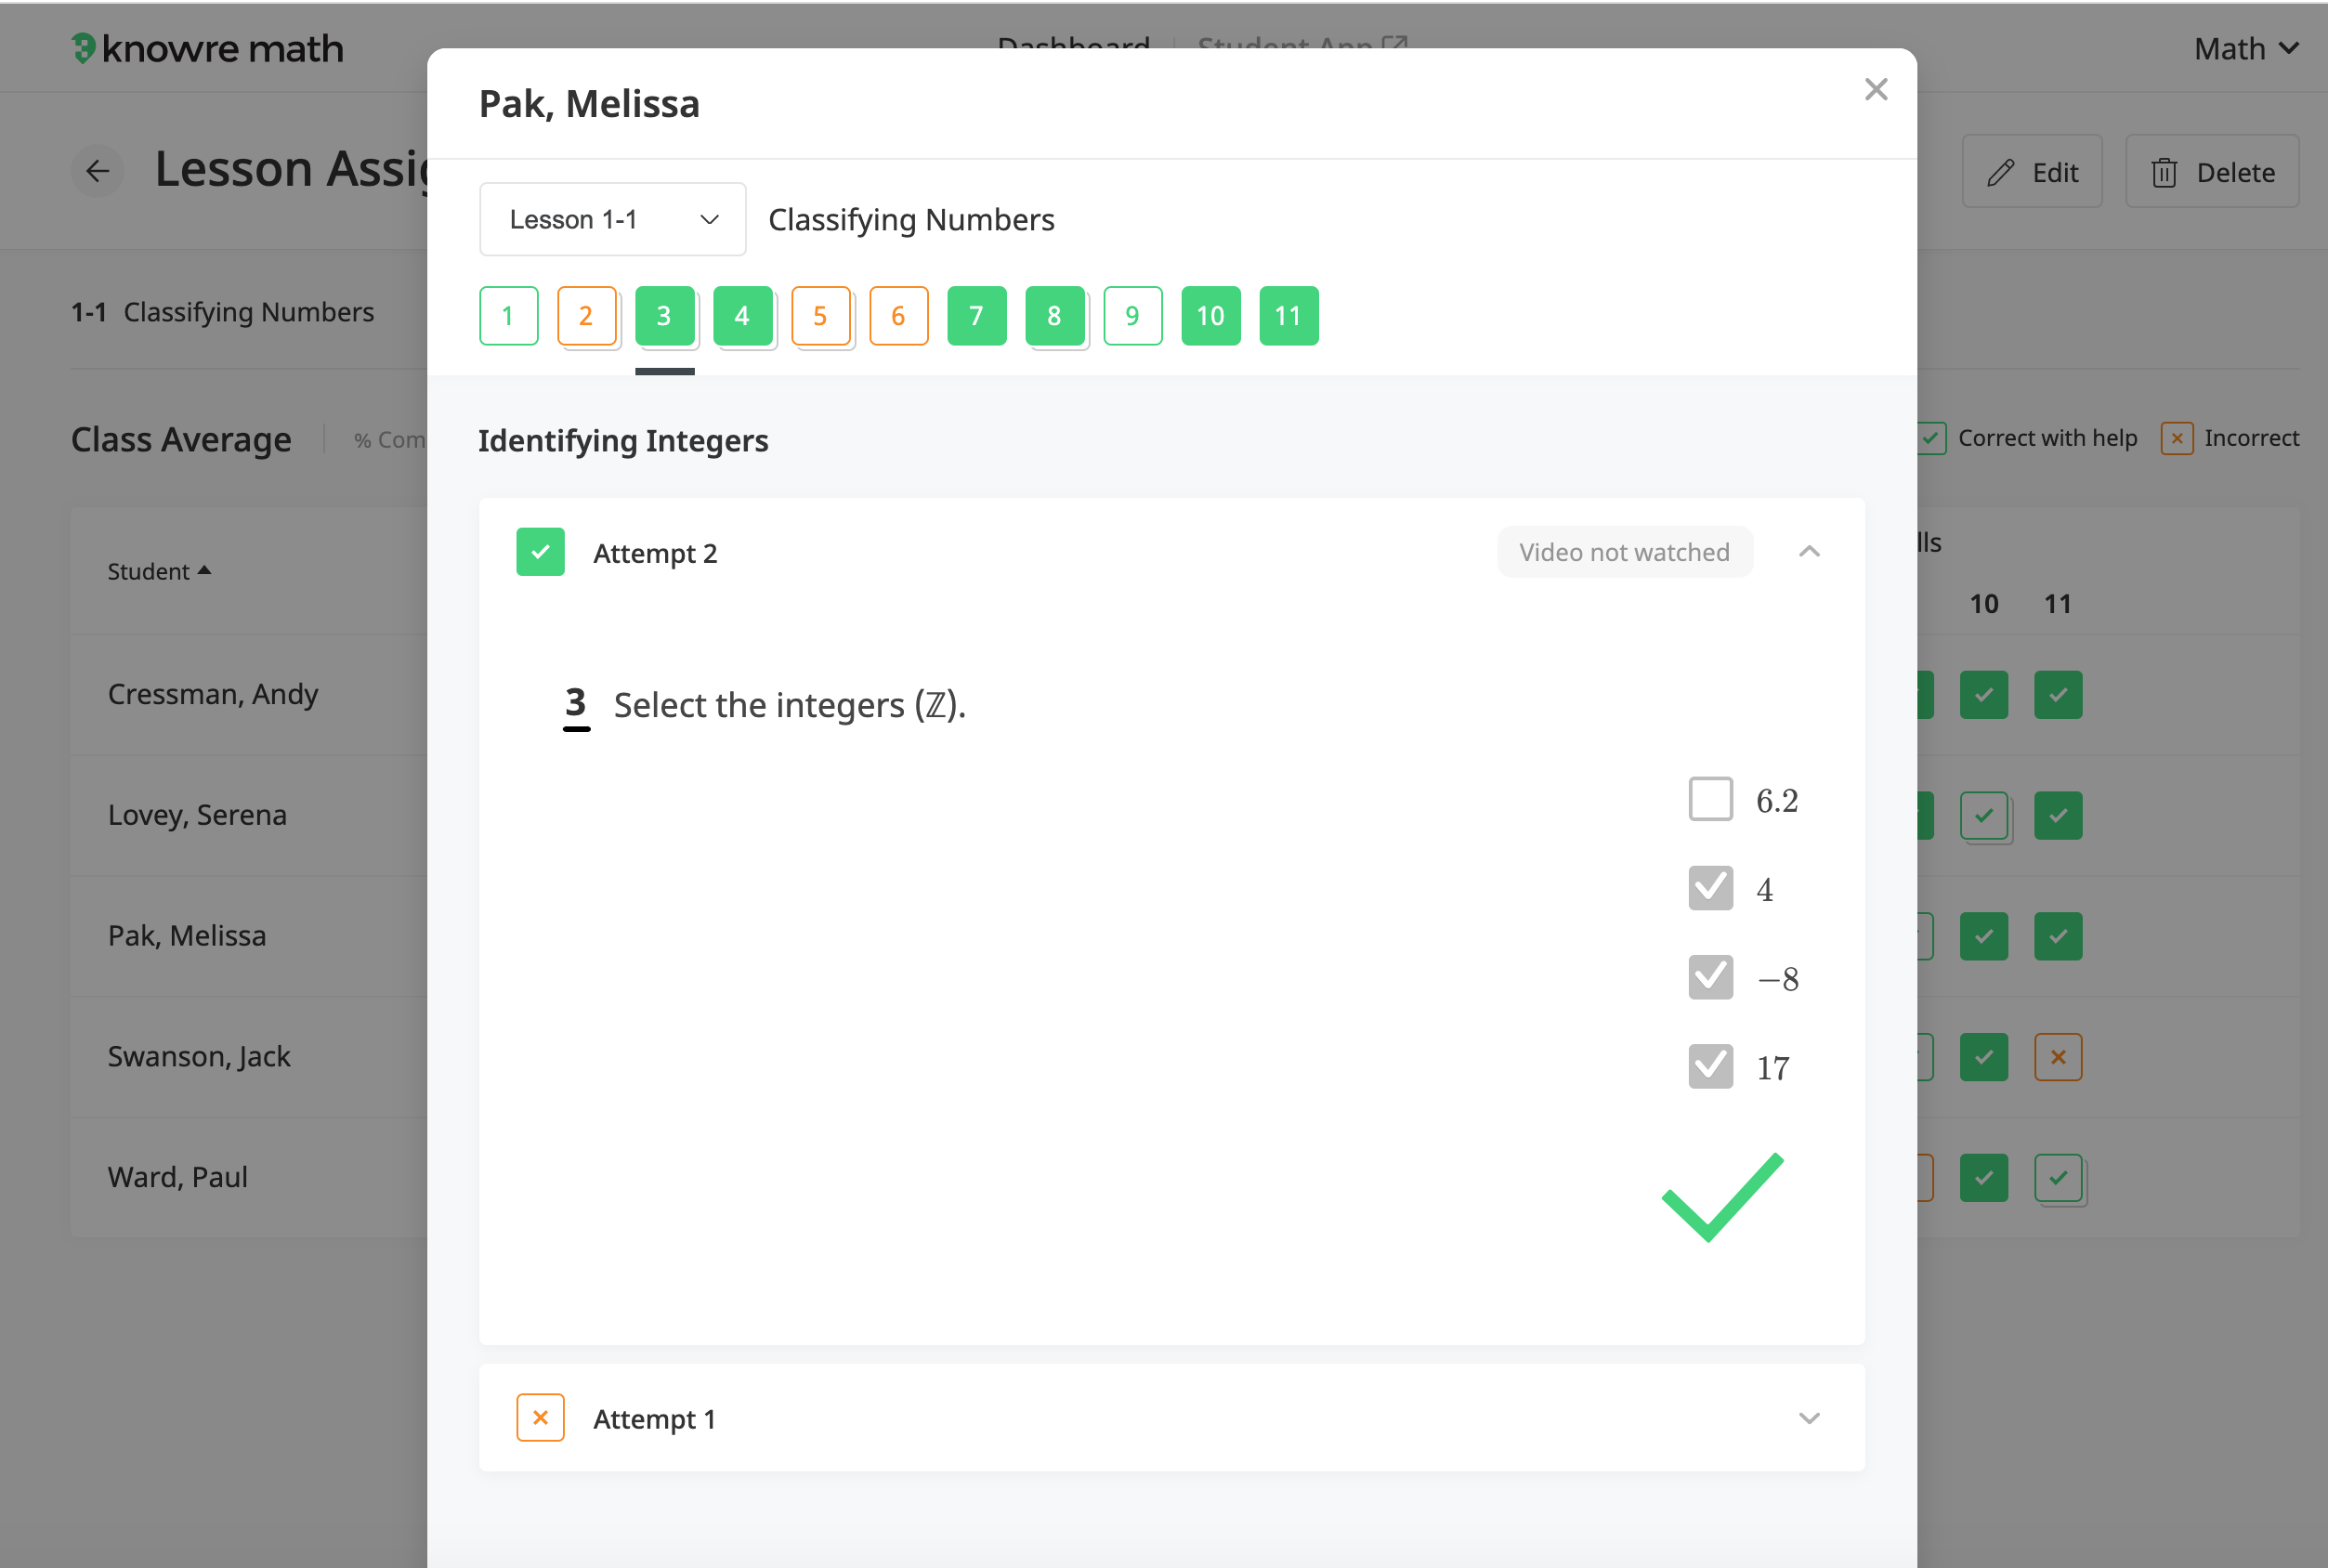 knowre math
Dashboard
Student App
Math
Pak, Melissa
Lesson Assig
Edit
Delete
Lesson 1-1
Classifying Numbers
1-1 Classifying Numbers
1 2 3 4 5 6 7 8 9 10 11
Class Average
% Com
Correct with help
Incorrect
Identifying Integers
Attempt 2
Video not watched
Student
lls
10 11
3 Select the integers (ℤ).
6.2
4
−8
17
Cressman, Andy
Lovey, Serena
Pak, Melissa
Swanson, Jack
Ward, Paul
Attempt 1